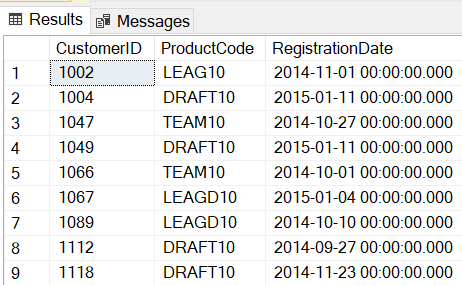 Results Messages
CustomerID ProductCode RegistrationDate
1 1002 LEAG10 2014-11-01 00:00:00.000
2 1004 DRAFT10 2015-01-11 00:00:00.000
3 1047 TEAM10 2014-10-27 00:00:00.000
4 1049 DRAFT10 2015-01-11 00:00:00.000
5 1066 TEAM10 2014-10-01 00:00:00.000
6 1067 LEAGD10 2015-01-04 00:00:00.000
7 1089 LEAGD10 2014-10-10 00:00:00.000
8 1112 DRAFT10 2014-09-27 00:00:00.000
9 1118 DRAFT10 2014-11-23 00:00:00.000